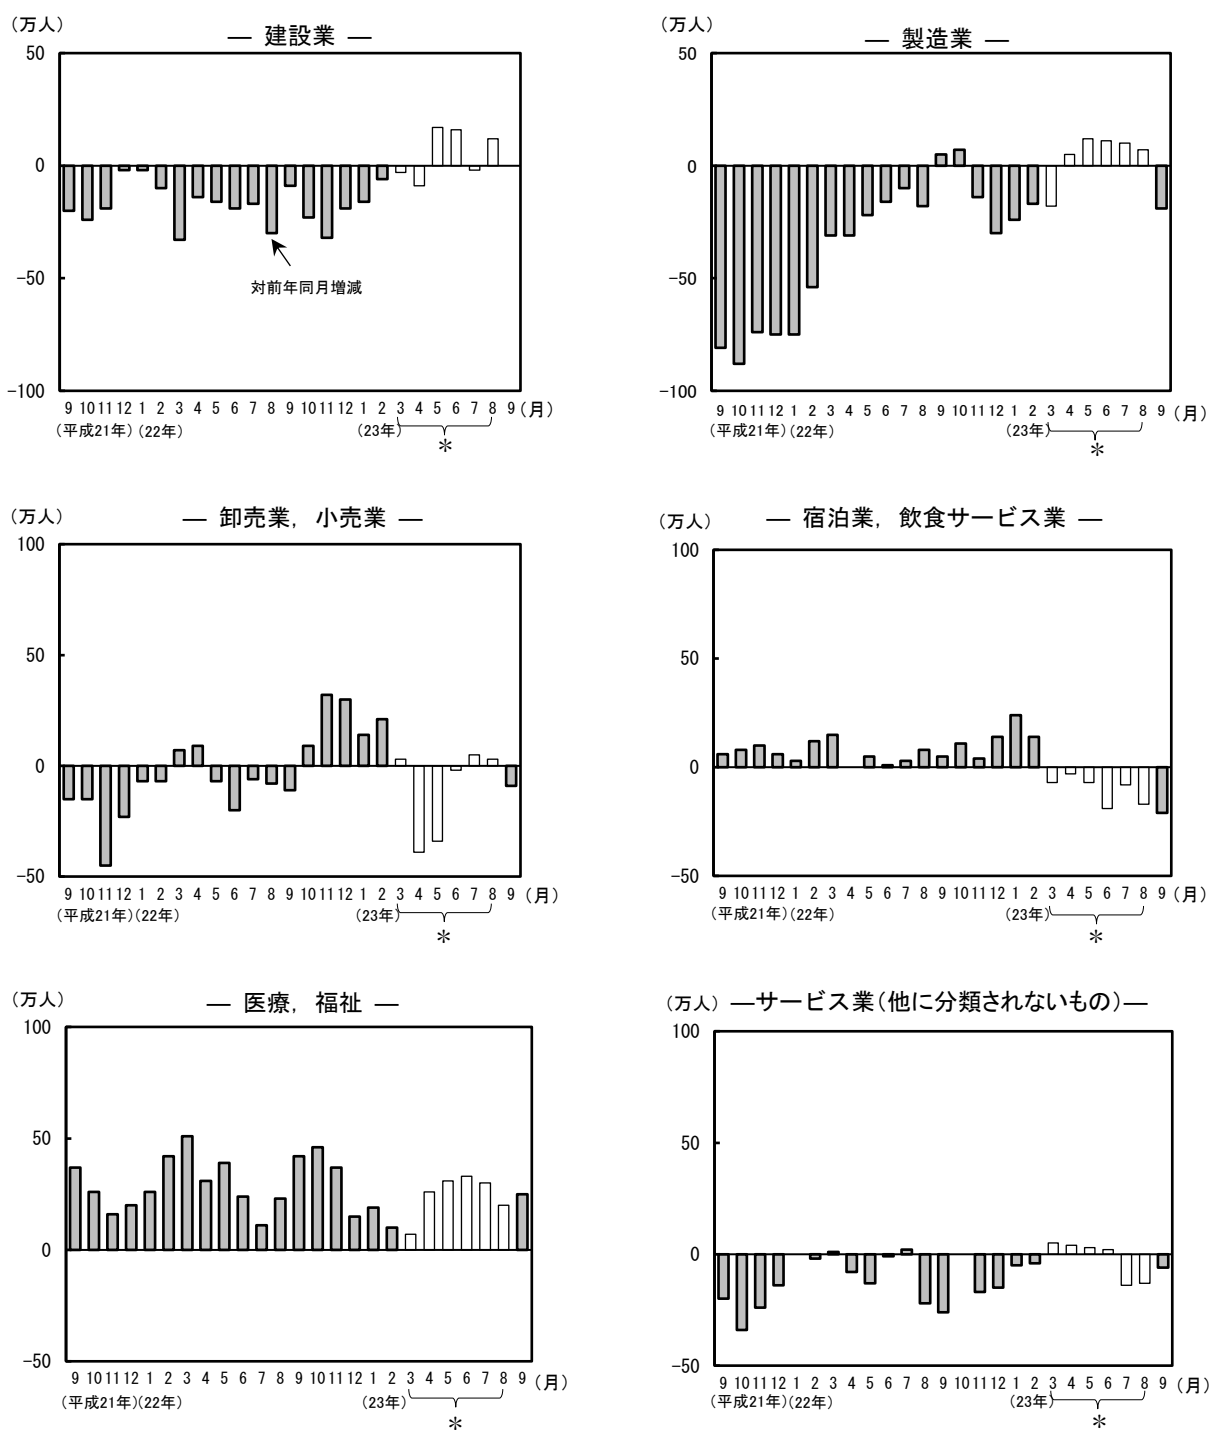 (万人)
― 建設業 ―
50
0
-50
-100
対前年同月増減
9 10 11 12 1 2 3 4 5 6 7 8 9 10 11 12 1 2 3 4 5 6 7 8 9 (月)
(平成21年) (22年) (23年)
＊
(万人)
― 製造業 ―
50
0
-50
-100
9 10 11 12 1 2 3 4 5 6 7 8 9 10 11 12 1 2 3 4 5 6 7 8 9 (月)
(平成21年) (22年) (23年)
＊
(万人)
― 卸売業，小売業 ―
100
50
0
-50
9 10 11 12 1 2 3 4 5 6 7 8 9 10 11 12 1 2 3 4 5 6 7 8 9 (月)
(平成21年) (22年) (23年)
＊
(万人)
― 宿泊業，飲食サービス業 ―
100
50
0
-50
9 10 11 12 1 2 3 4 5 6 7 8 9 10 11 12 1 2 3 4 5 6 7 8 9 (月)
(平成21年) (22年) (23年)
＊
(万人)
― 医療，福祉 ―
100
50
0
-50
9 10 11 12 1 2 3 4 5 6 7 8 9 10 11 12 1 2 3 4 5 6 7 8 9 (月)
(平成21年) (22年) (23年)
＊
(万人)
―サービス業（他に分類されないもの）―
100
50
0
-50
9 10 11 12 1 2 3 4 5 6 7 8 9 10 11 12 1 2 3 4 5 6 7 8 9 (月)
(平成21年) (22年) (23年)
＊